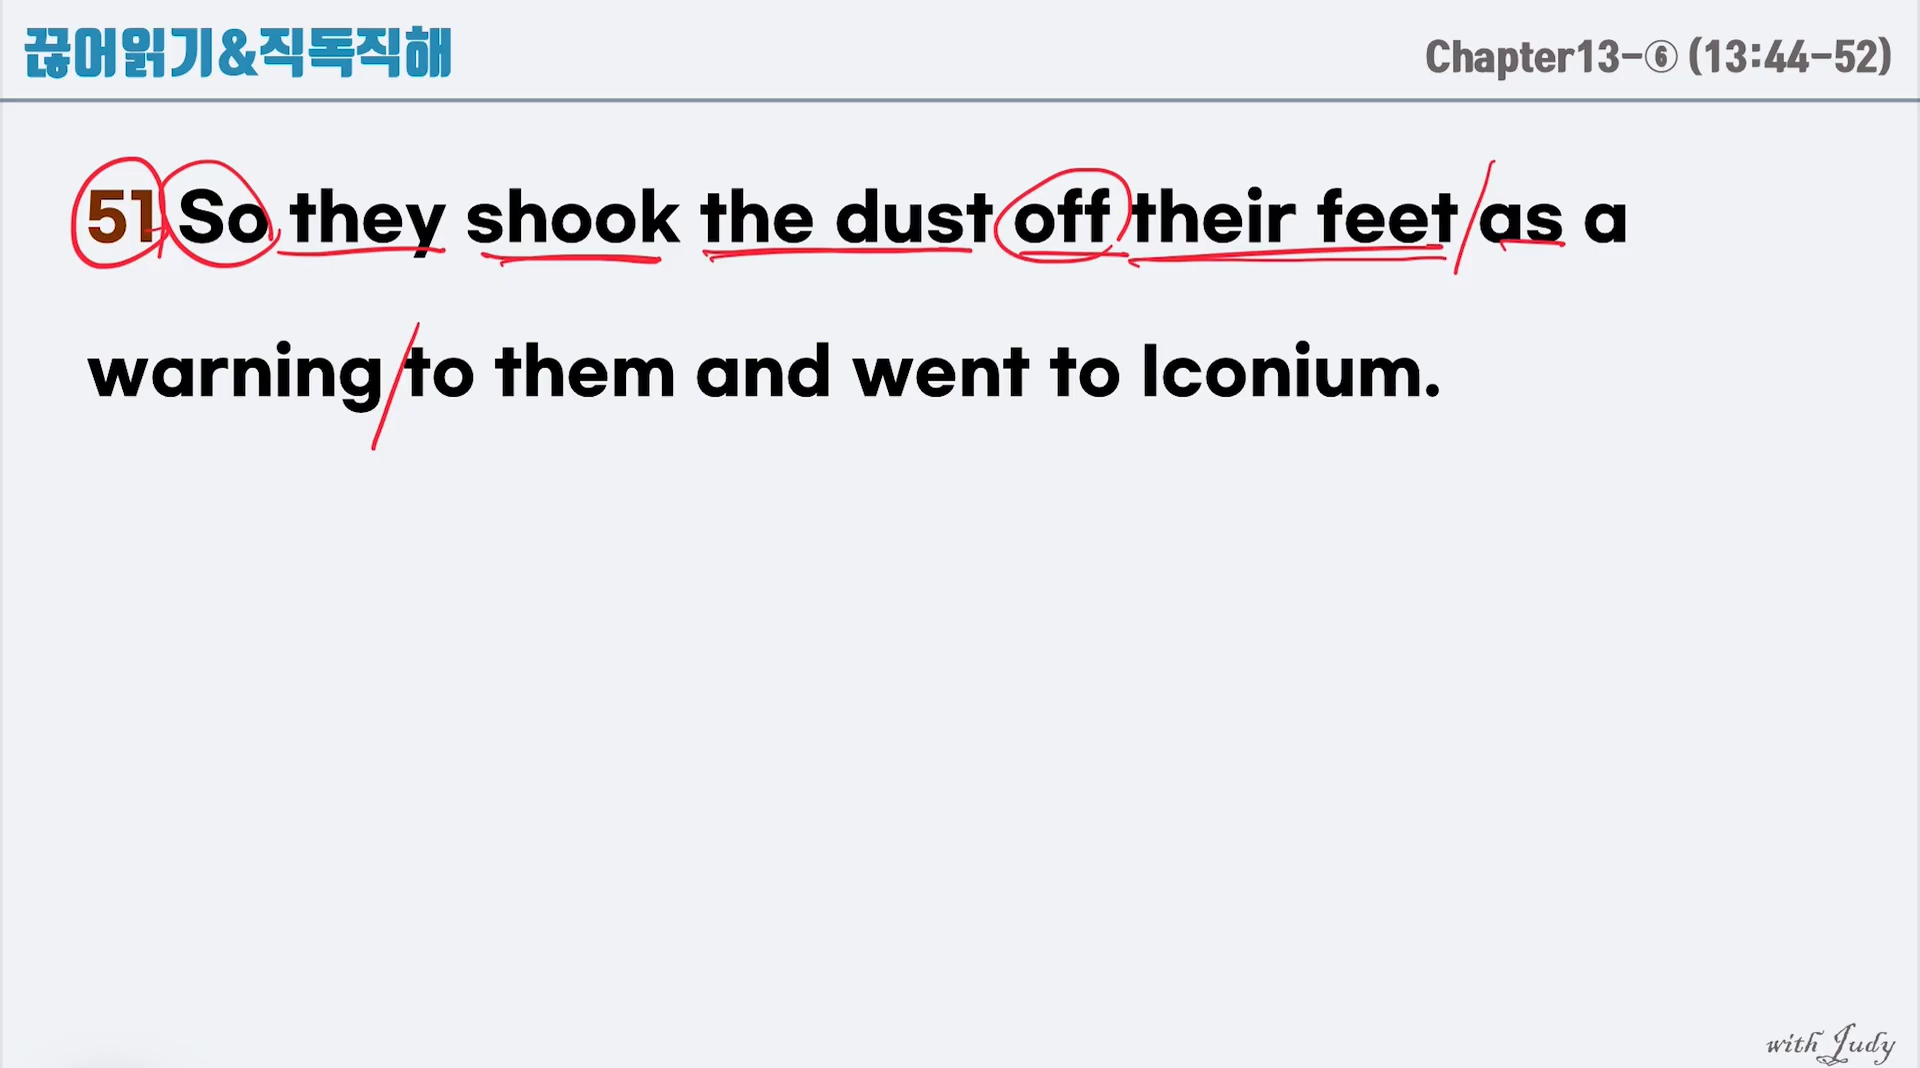 끊어읽기&직독직해
Chapter13-⑥ (13:44-52)
51 So they shook the dust off their feet as a
warning to them and went to Iconium.
with Judy